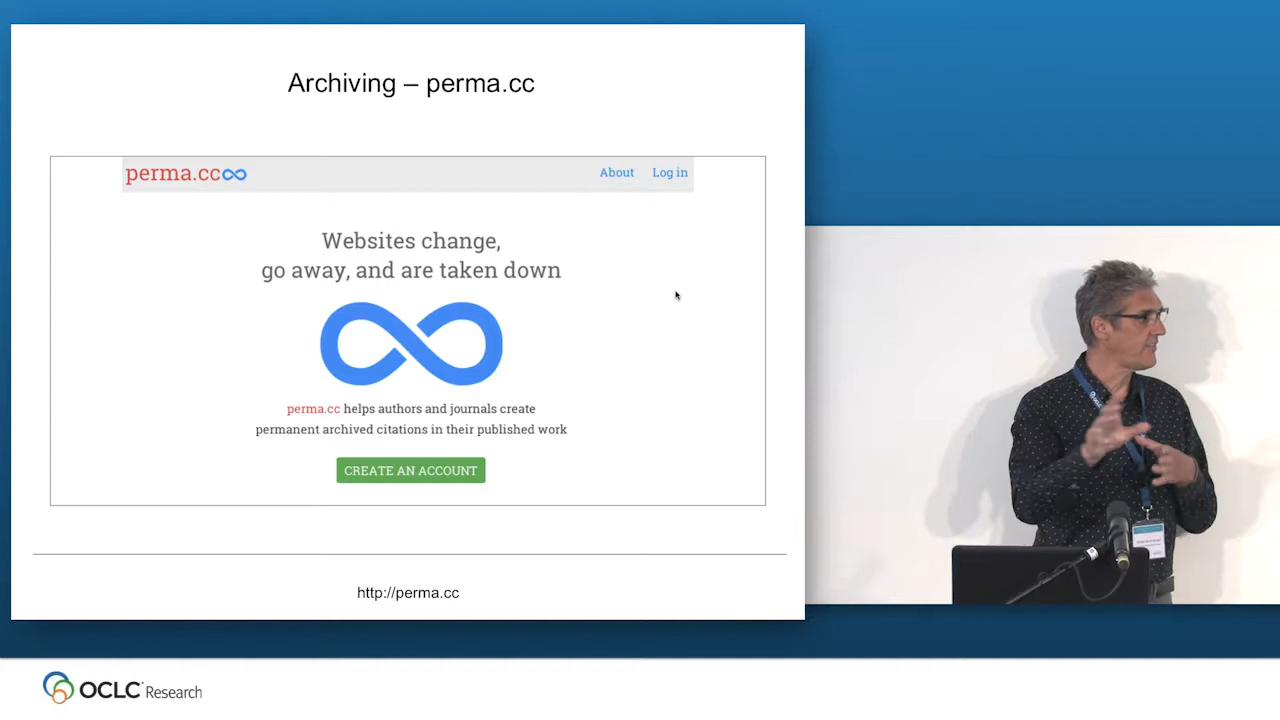 Archiving – perma.cc
perma.cc
About Log in
Websites change,
go away, and are taken down
perma.cc helps authors and journals create
permanent archived citations in their published work
CREATE AN ACCOUNT
http://perma.cc
OCLC Research